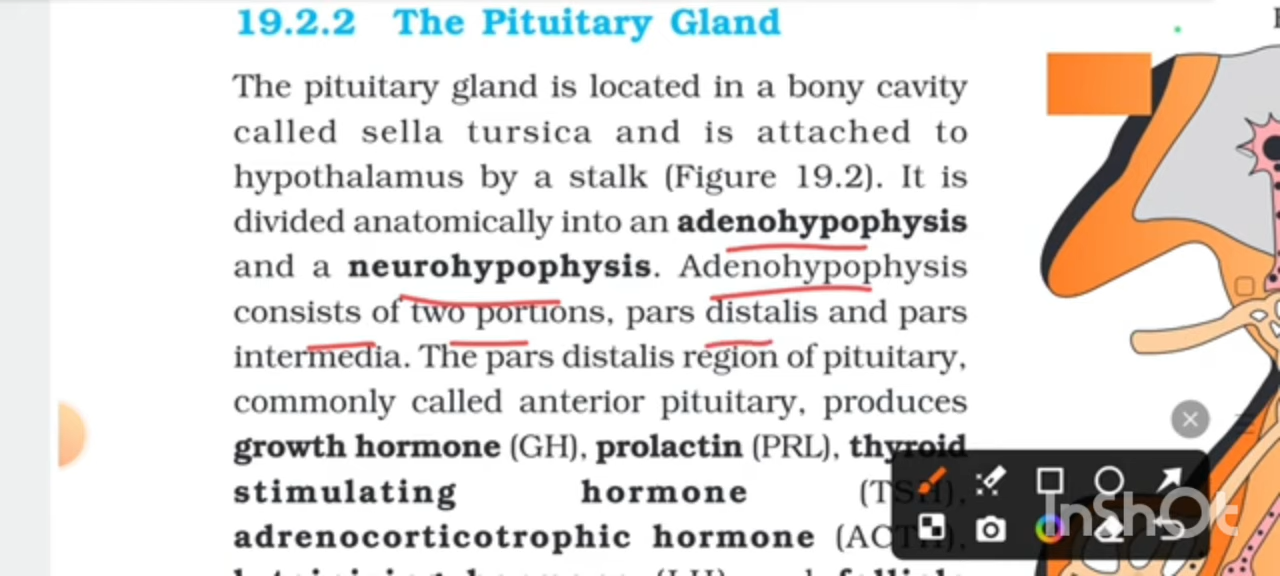 19.2.2 The Pituitary Gland
The pituitary gland is located in a bony cavity
called sella tursica and is attached to
hypothalamus by a stalk (Figure 19.2). It is
divided anatomically into an adenohypophysis
and a neurohypophysis. Adenohypophysis
consists of two portions, pars distalis and pars
intermedia. The pars distalis region of pituitary,
commonly called anterior pituitary, produces
growth hormone (GH), prolactin (PRL), thyroid
stimulating hormone (TSH),
adrenocorticotrophic hormone (ACTH),
InShOt